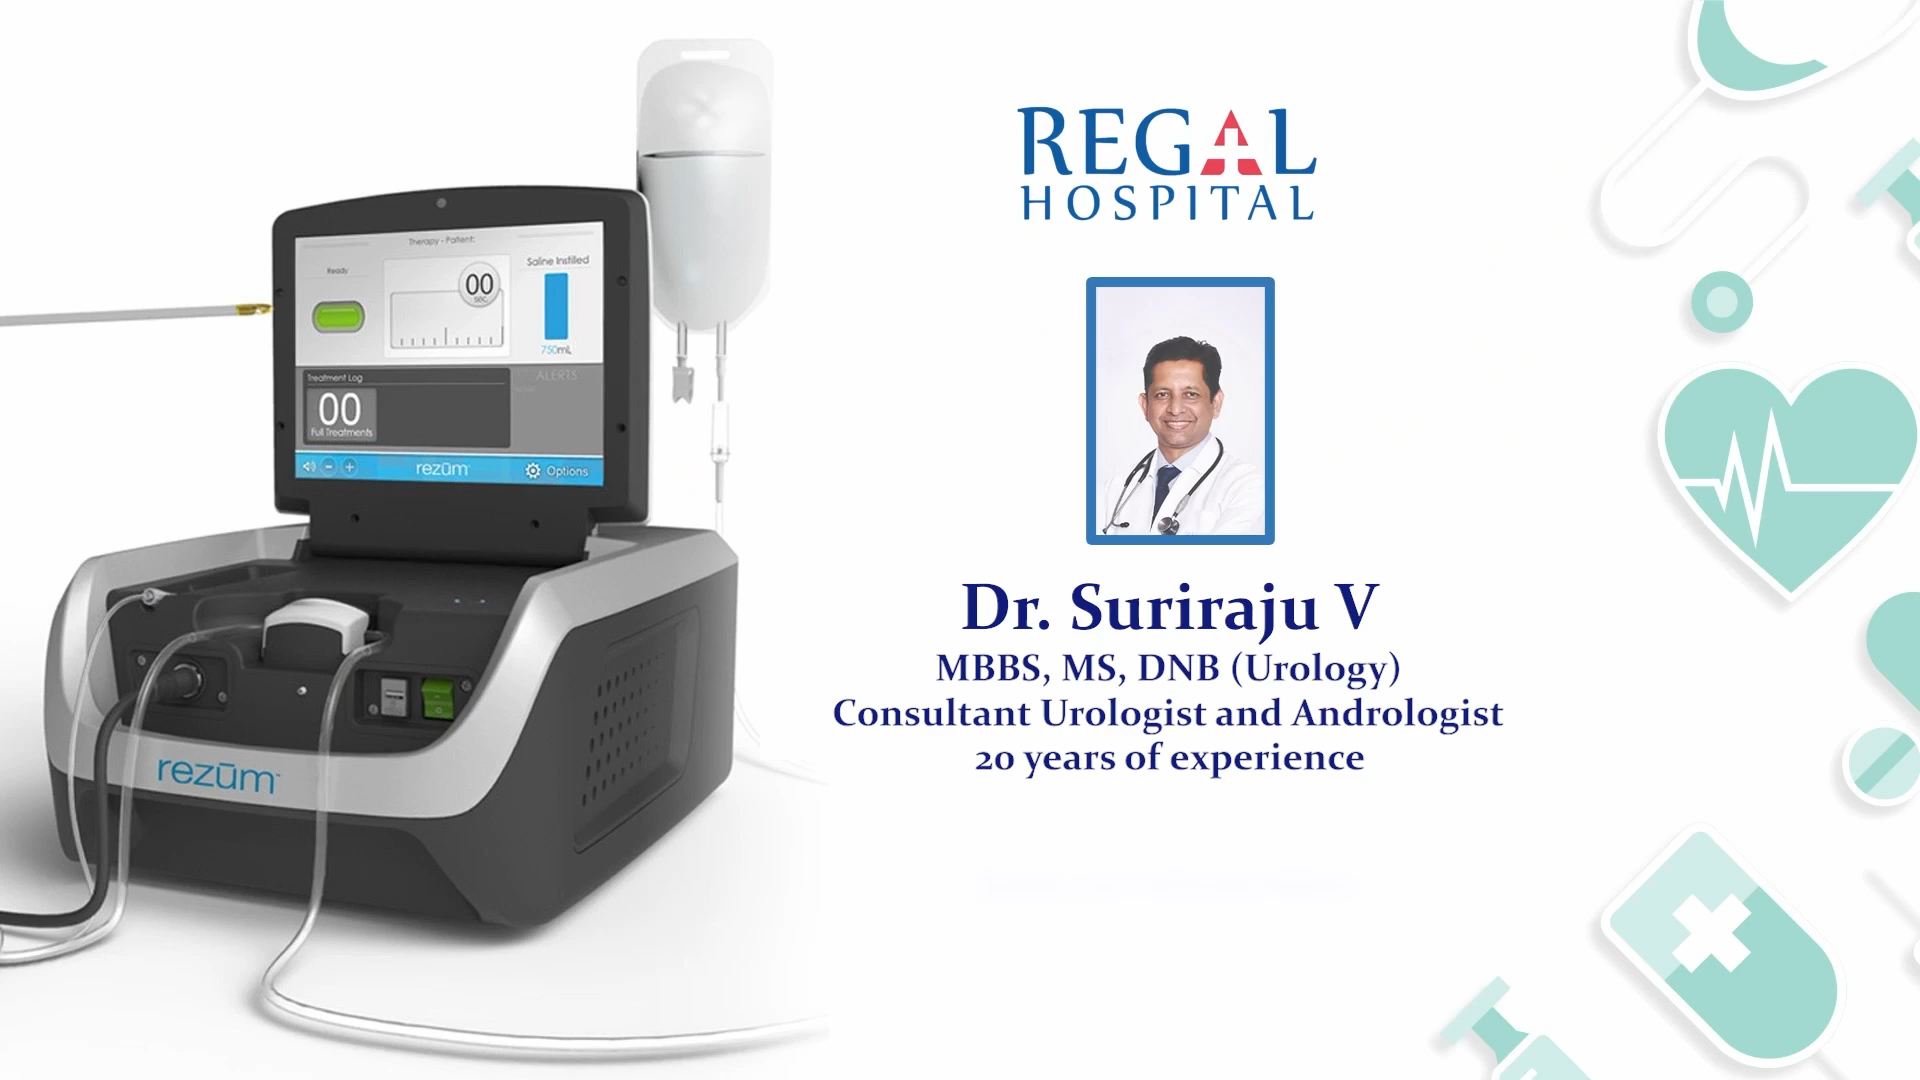 Therapy - Patient:
Ready
00
SEC
Saline Instilled
750mL
Treatment Log
00
Full Treatments
ALERTS
rezūm
Options
rezūm
REGAL
HOSPITAL
Dr. Suriraju V
MBBS, MS, DNB (Urology)
Consultant Urologist and Andrologist
20 years of experience